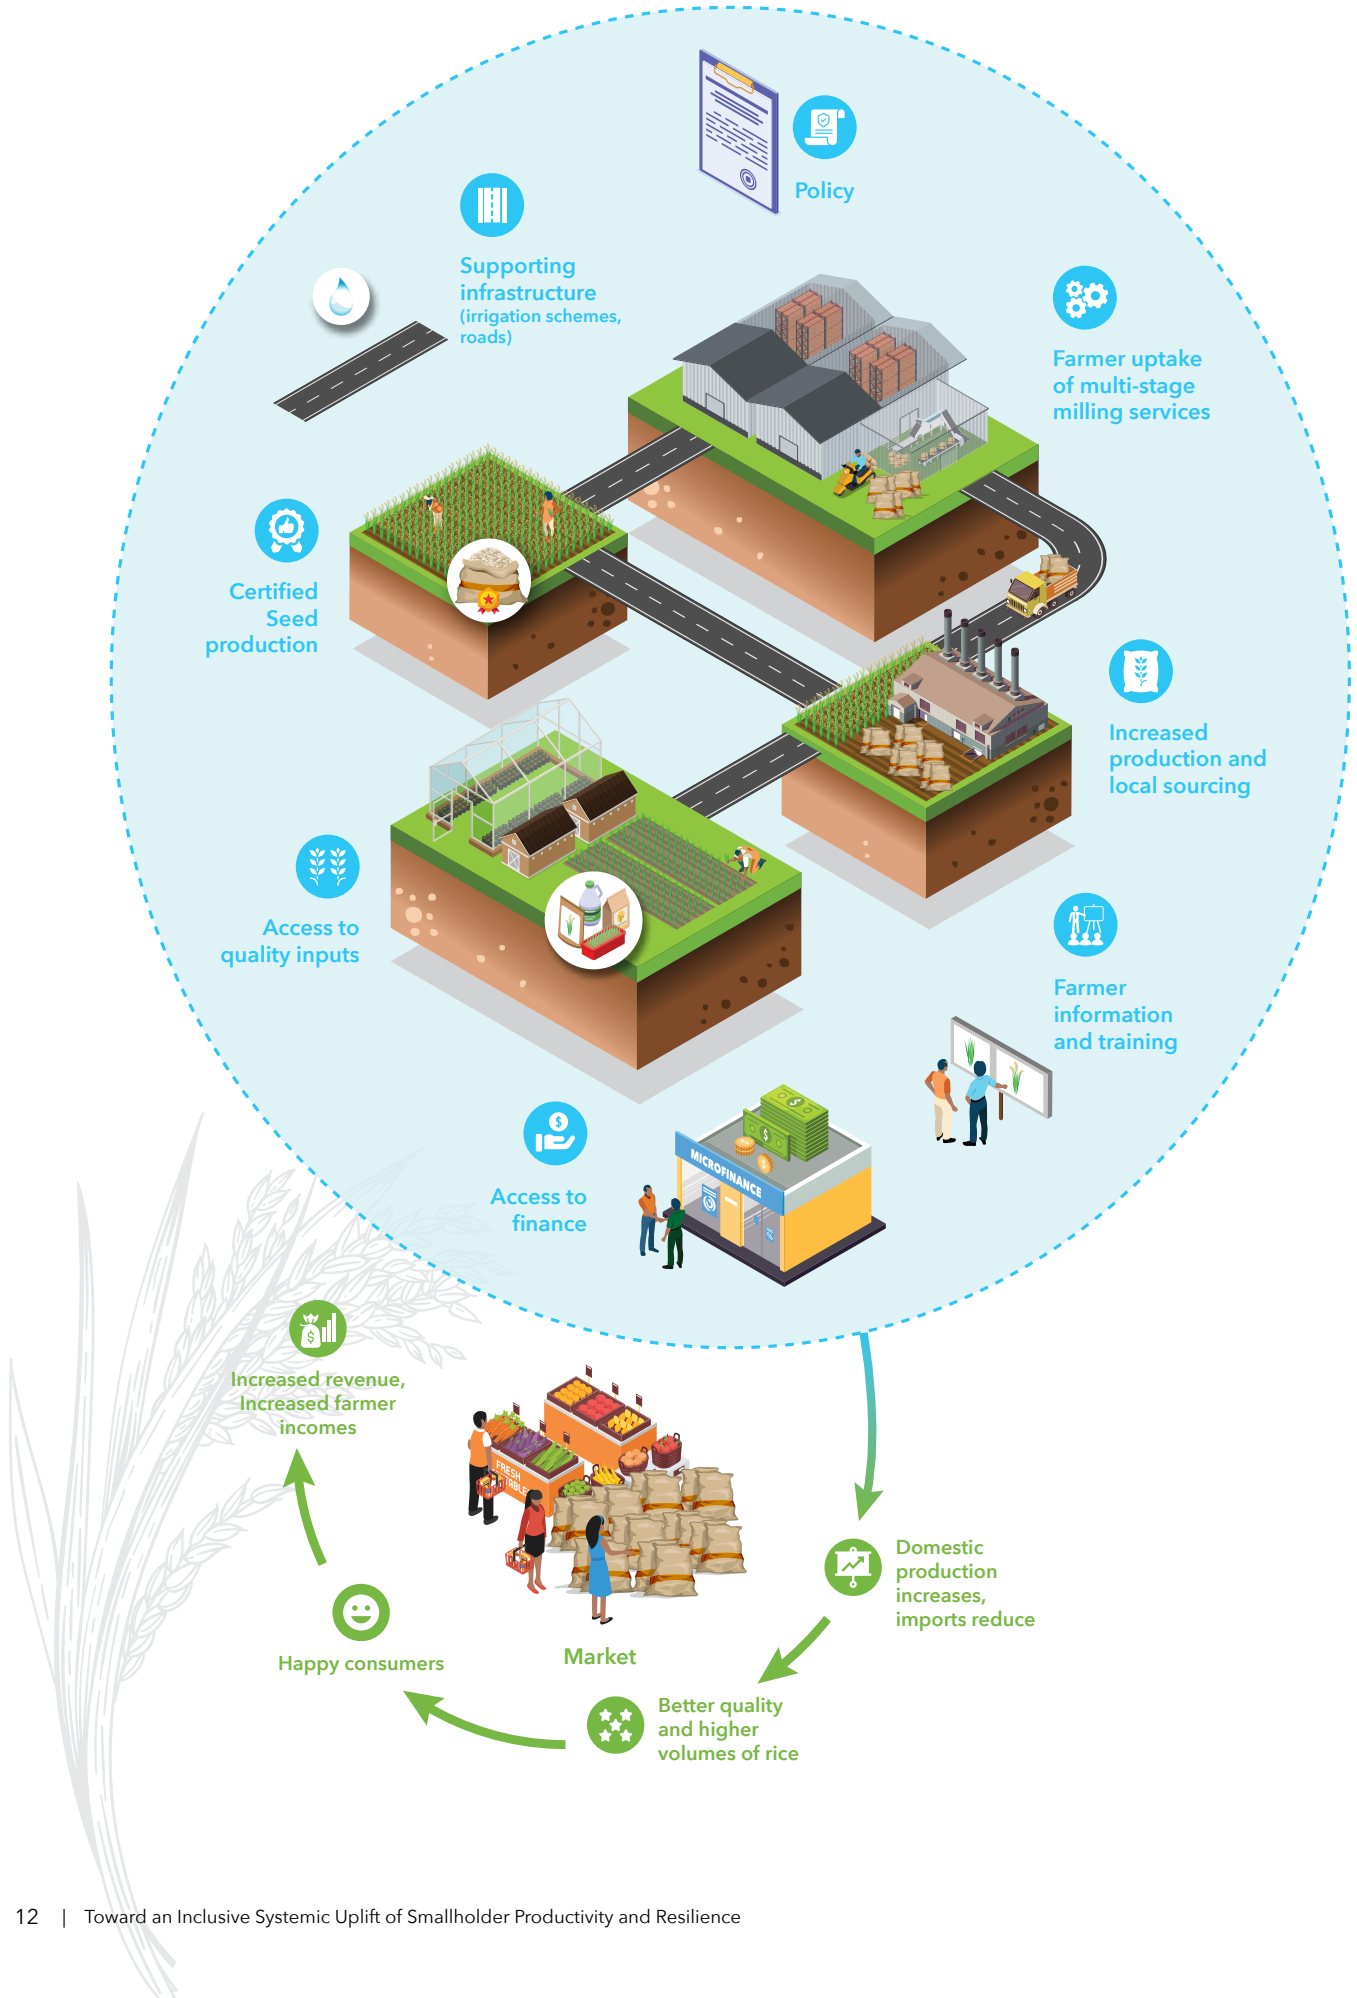 Policy
Supporting
infrastructure
(irrigation schemes,
roads)
Farmer uptake
of multi-stage
milling services
Certified
Seed
production
Increased
production and
local sourcing
Access to
quality inputs
Farmer
information
and training
MICROFINANCE
Access to
finance
Increased revenue,
Increased farmer
incomes
FRESH
Domestic
production
increases,
imports reduce
Happy consumers
Market
Better quality
and higher
volumes of rice
12 | Toward an Inclusive Systemic Uplift of Smallholder Productivity and Resilience